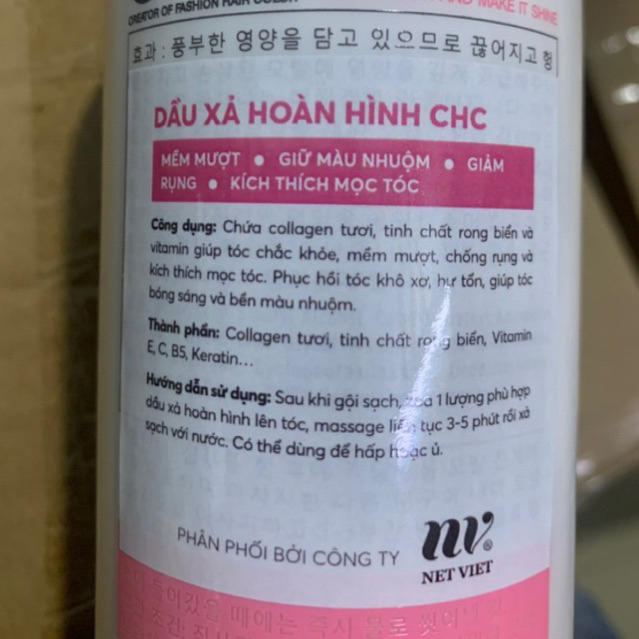 CREATOR OF FASHION HAIR COLOR
AND MAKE IT SHINE
효과 : 풍부한 영양을 담고 있으므로 끊어지고 헝
DẦU XẢ HOÀN HÌNH CHC
MỀM MƯỢT • GIỮ MÀU NHUỘM • GIẢM
RỤNG • KÍCH THÍCH MỌC TÓC
Công dụng: Chứa collagen tươi, tinh chất rong biển và
vitamin giúp tóc chắc khỏe, mềm mượt, chống rụng và
kích thích mọc tóc. Phục hồi tóc khô xơ, hư tổn, giúp tóc
bóng sáng và bền màu nhuộm.
Thành phần: Collagen tươi, tinh chất rong biển, Vitamin
E, C, B5, Keratin...
Hướng dẫn sử dụng: Sau khi gội sạch, xoa 1 lượng phù hợp
dầu xả hoàn hình lên tóc, massage liên tục 3-5 phút rồi xả
sạch với nước. Có thể dùng để hấp hoặc ủ.
PHÂN PHỐI BỞI CÔNG TY
nv®
NET VIET